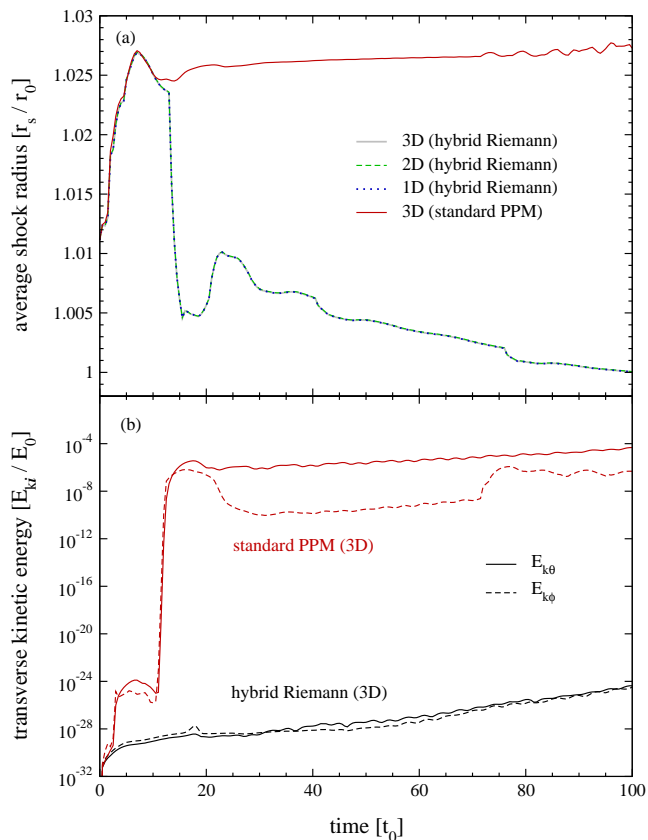 (a)
1.03
1.025
1.02
1.015
1.01
1.005
1
average shock radius [r_s / r_0]
3D (hybrid Riemann)
2D (hybrid Riemann)
1D (hybrid Riemann)
3D (standard PPM)
(b)
10^-4
10^-8
10^-12
10^-16
10^-20
10^-24
10^-28
10^-32
transverse kinetic energy [E_ki / E_0]
standard PPM (3D)
E_kθ
E_kϕ
hybrid Riemann (3D)
0 20 40 60 80 100
time [t_0]